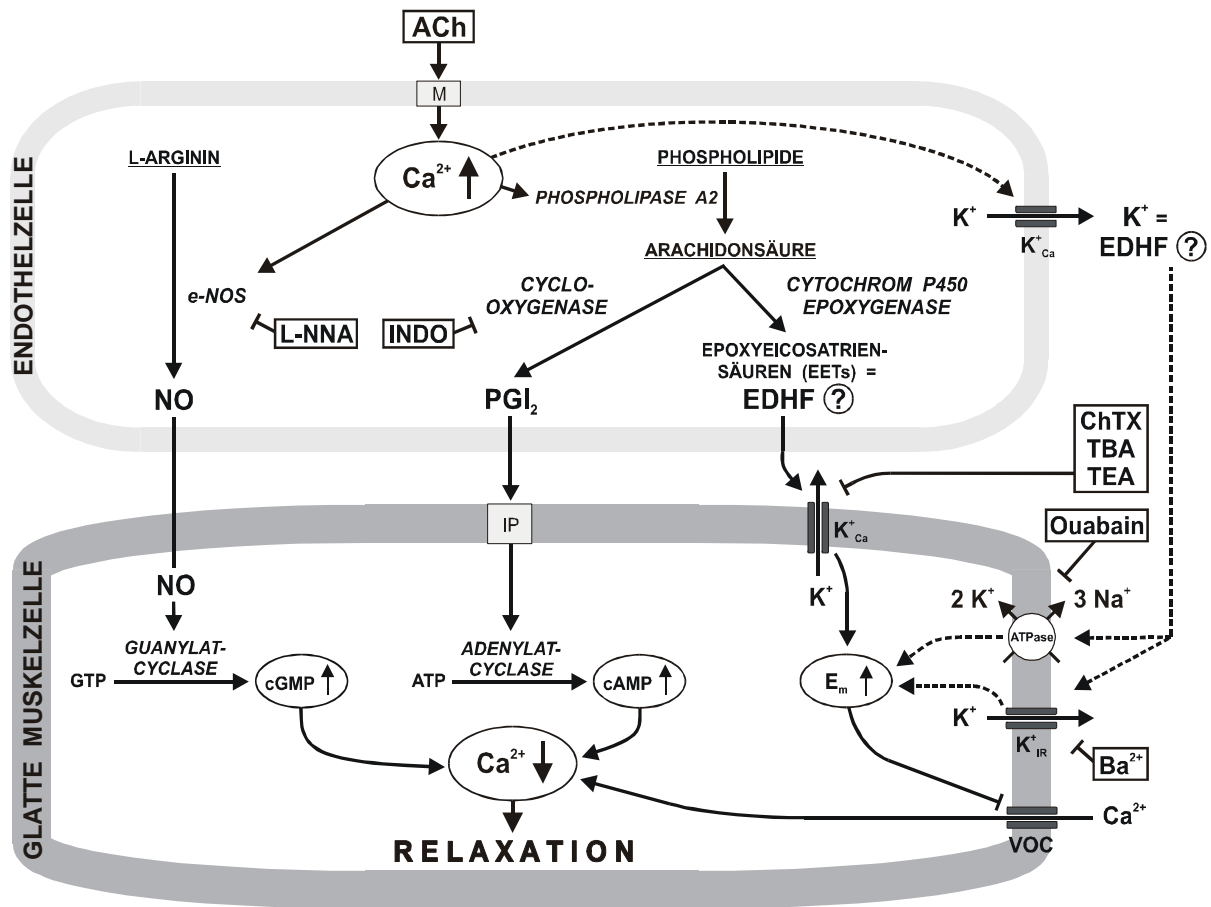 ACh
M
ENDOTHELZELLE
L-ARGININ
Ca²⁺
PHOSPHOLIPIDE
PHOSPHOLIPASE A2
K⁺
K⁺Ca
K⁺ =
EDHF ?
ARACHIDONSÄURE
e-NOS
CYCLO-
OXYGENASE
CYTOCHROM P450
EPOXYGENASE
L-NNA
INDO
EPOXYEICOSATRIEN-
SÄUREN (EETs) =
EDHF ?
NO
PGI₂
ChTX
TBA
TEA
GLATTE MUSKELZELLE
IP
K⁺Ca
K⁺
Ouabain
NO
2 K⁺
3 Na⁺
ATPase
GUANYLAT-
CYCLASE
GTP
cGMP
ADENYLAT-
CYCLASE
ATP
cAMP
Eₘ
K⁺
K⁺IR
Ba²⁺
Ca²⁺
Ca²⁺
VOC
RELAXATION